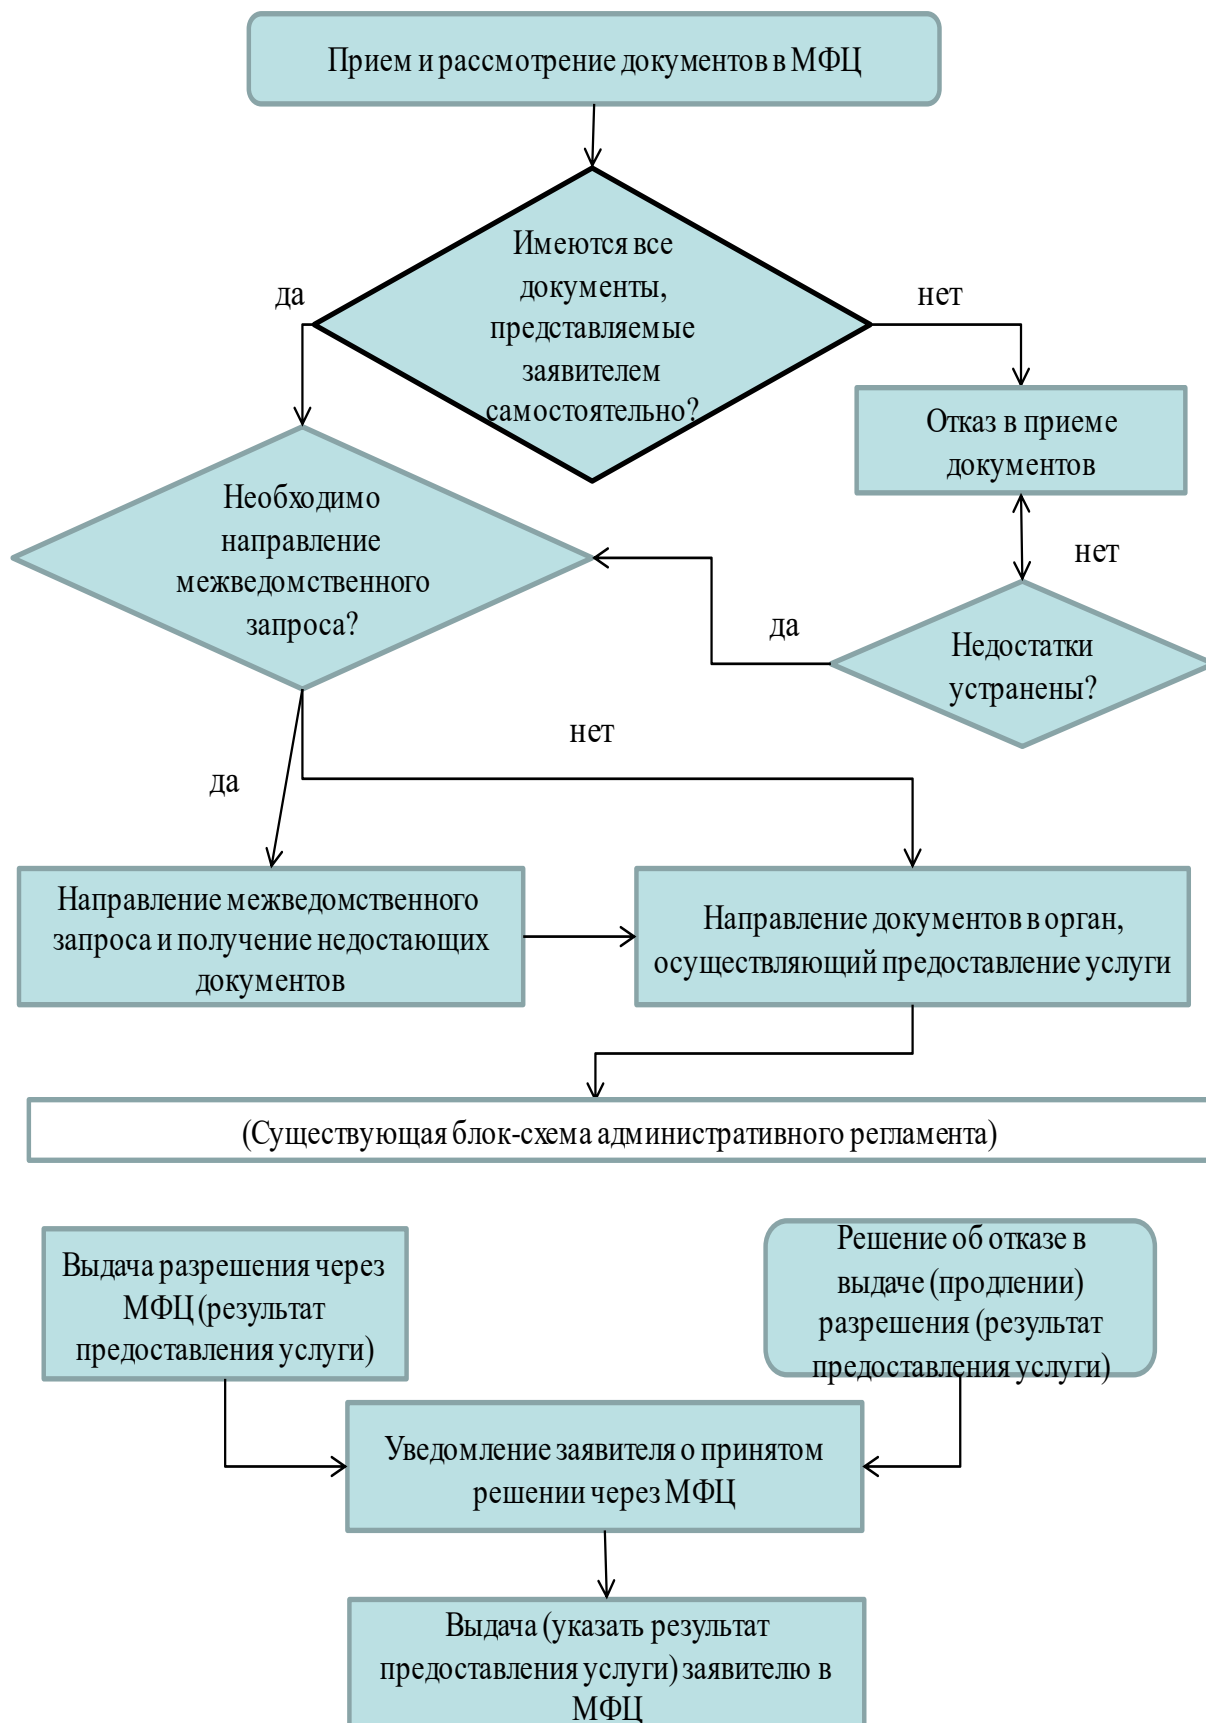 Прием и рассмотрение документов в МФЦ
Имеются все
документы,
представляемые
заявителем
самостоятельно?
да
нет
Отказ в приеме
документов
Необходимо
направление
межведомственного
запроса?
нет
да
Недостатки
устранены?
нет
да
Направление межведомственного
запроса и получение недостающих
документов
Направление документов в орган,
осуществляющий предоставление услуги
(Существующая блок-схема административного регламента)
Выдача разрешения через
МФЦ (результат
предоставления услуги)
Решение об отказе в
выдаче (продлении)
разрешения (результат
предоставления услуги)
Уведомление заявителя о принятом
решении через МФЦ
Выдача (указать результат
предоставления услуги) заявителю в
МФЦ